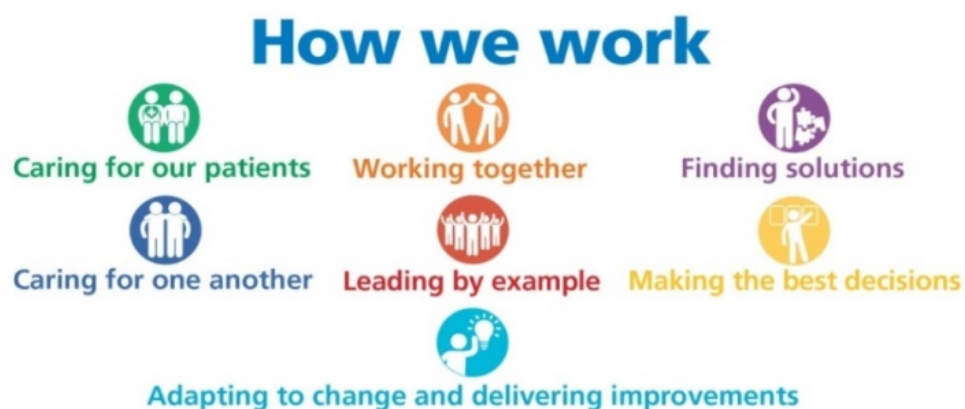 How we work
Caring for our patients
Working together
Finding solutions
Caring for one another
Leading by example
Making the best decisions
Adapting to change and delivering improvements